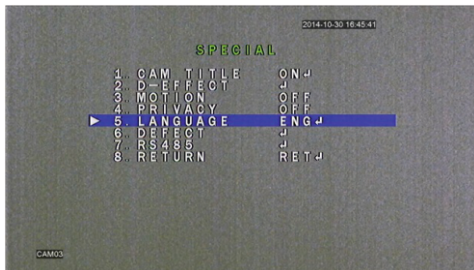 2014-10-30 16:45:41
SPECIAL
1. CAM TITLE ON↲
2. D-EFFECT ↲
3. MOTION OFF
4. PRIVACY OFF
5. LANGUAGE ENG↲
6. DEFECT ↲
7. RS485 ↲
8. RETURN RET↲
CAM03